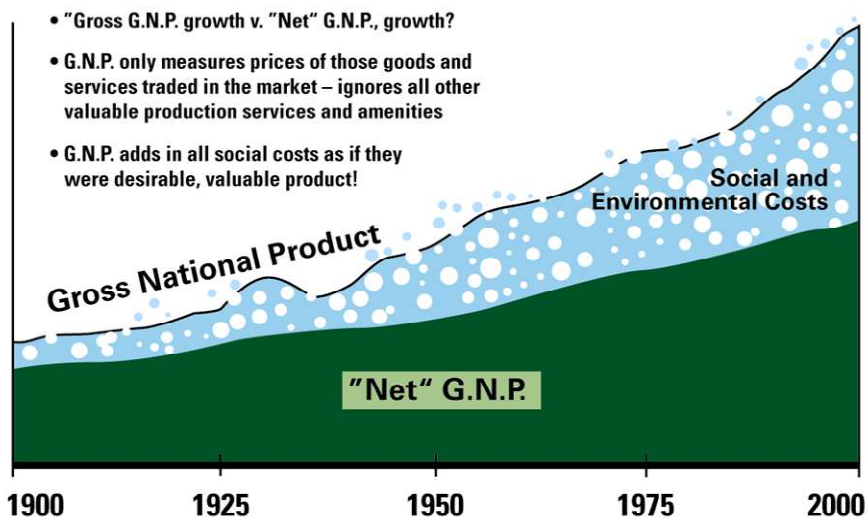 • ”Gross G.N.P. growth v. ”Net“ G.N.P., growth?
• G.N.P. only measures prices of those goods and
services traded in the market – ignores all other
valuable production services and amenities
• G.N.P. adds in all social costs as if they
were desirable, valuable product!
Social and
Environmental Costs
Gross National Product
”Net“ G.N.P.
1900 1925 1950 1975 2000